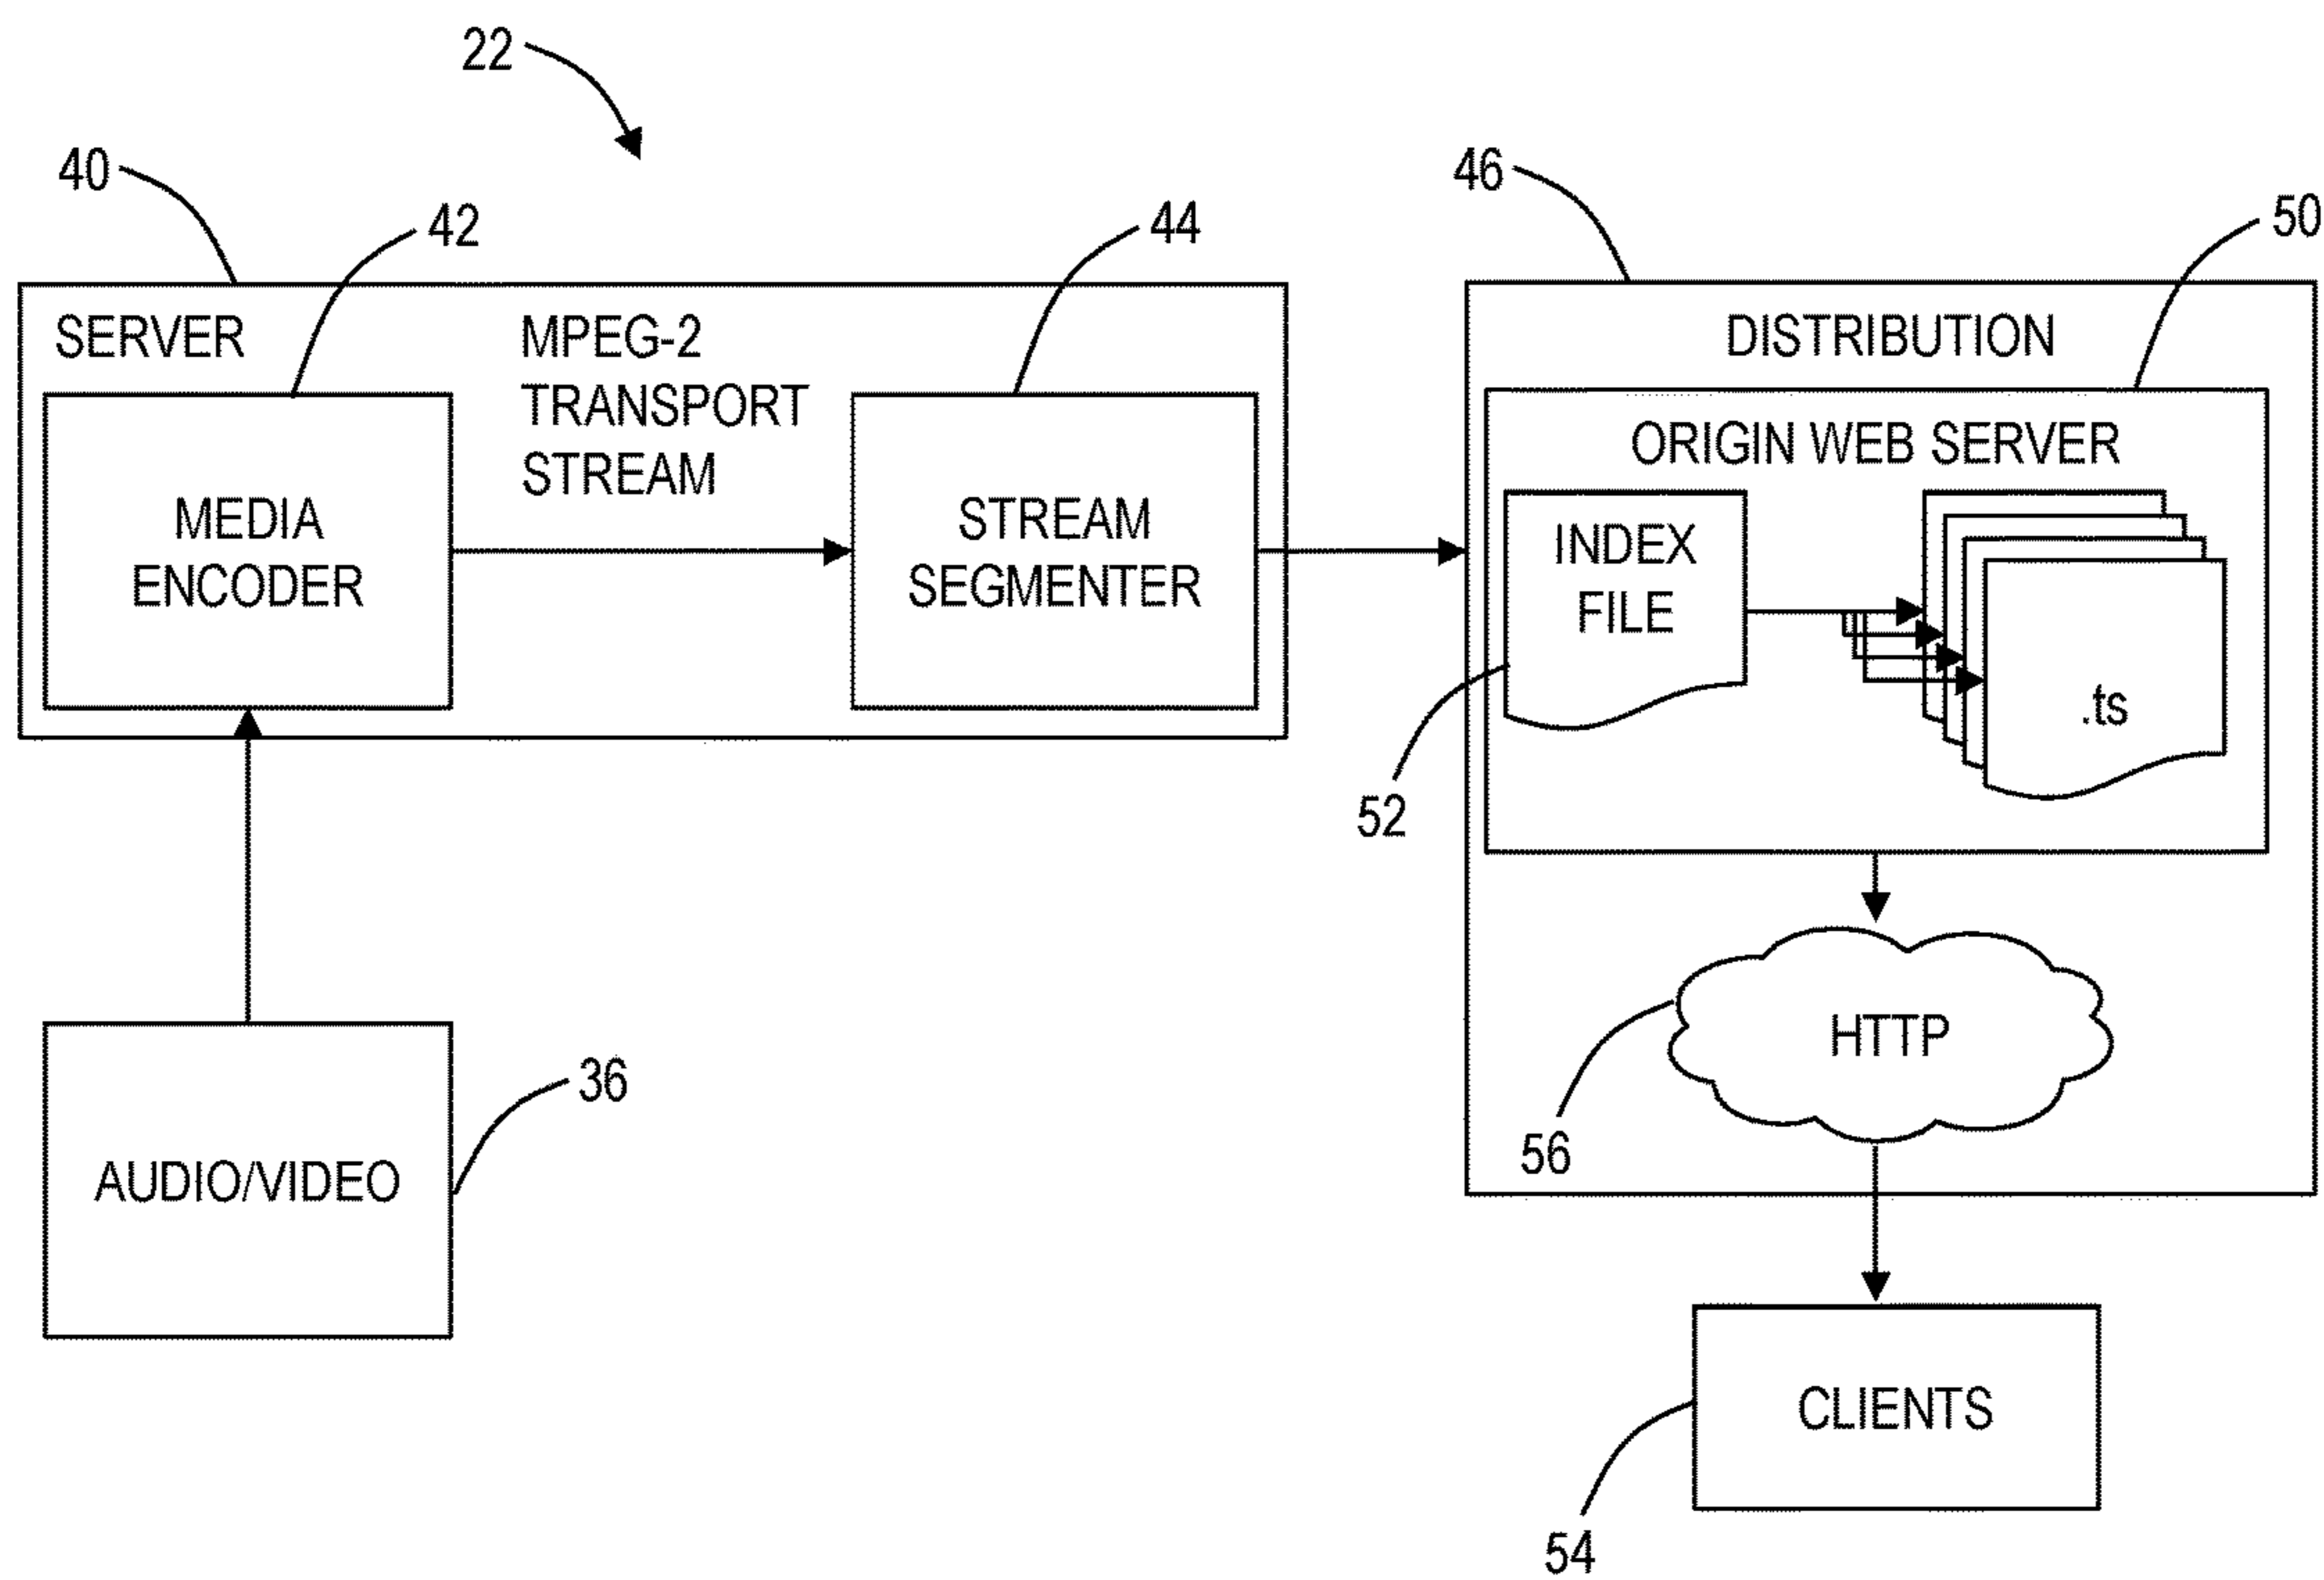 22
40
42
44
46
50
SERVER
MPEG-2
TRANSPORT
STREAM
MEDIA
ENCODER
STREAM
SEGMENTER
DISTRIBUTION
ORIGIN WEB SERVER
INDEX
FILE
.ts
52
HTTP
56
36
AUDIO/VIDEO
CLIENTS
54